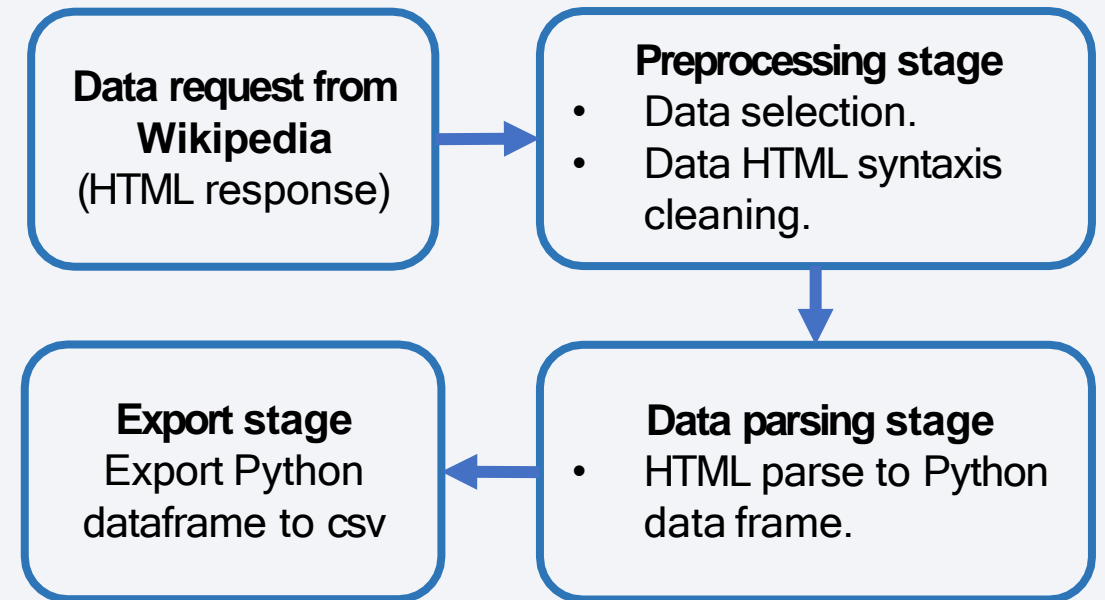 Data request from
Wikipedia
(HTML response)
Preprocessing stage
• Data selection.
• Data HTML syntaxis
cleaning.
Data parsing stage
• HTML parse to Python
data frame.
Export stage
Export Python
dataframe to csv